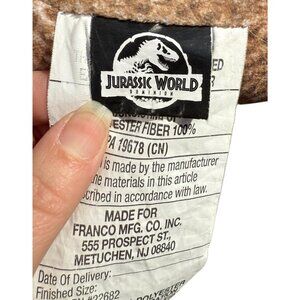 JURASSIC WORLD
DOMINION
ESTER FIBER 100%
PA 19678 (CN)
is made by the manufacturer
materials in this article
in accordance with law.
MADE FOR
FRANCO MFG. CO. INC.
555 PROSPECT ST.,
METUCHEN, NJ 08840
Date Of Delivery:
Finished Size:
22682
POLYESTER